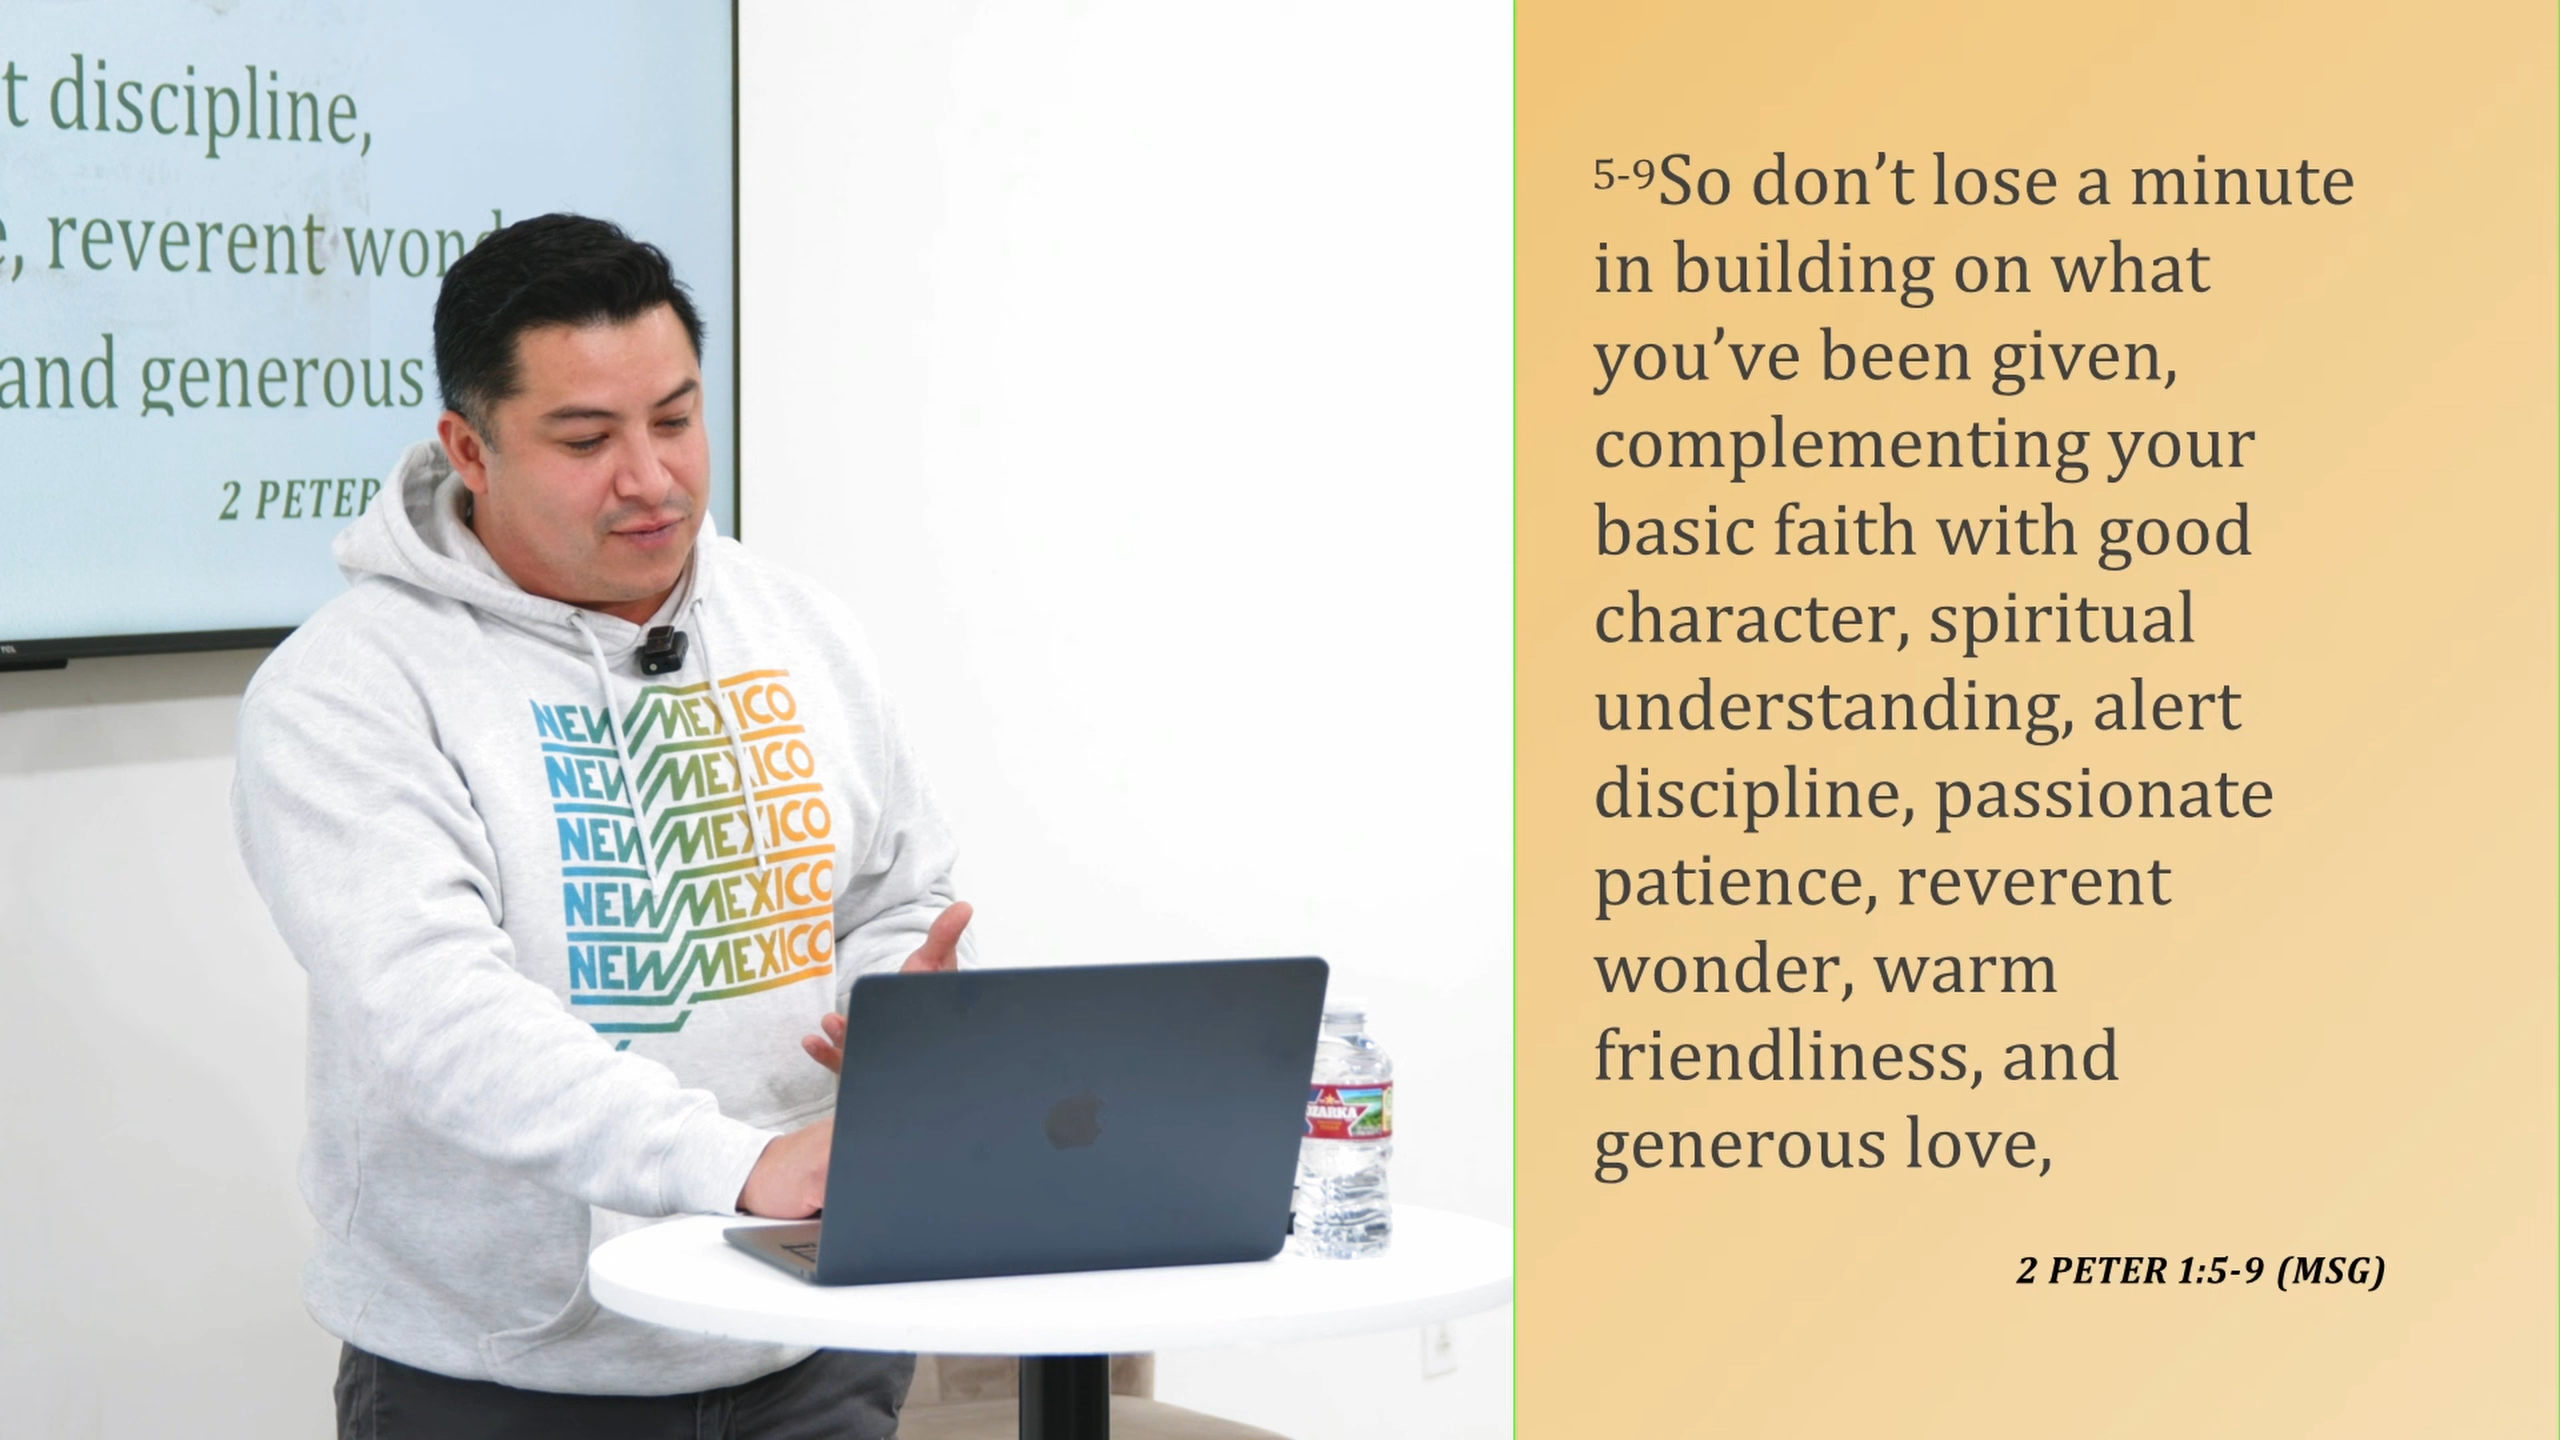 t discipline,
, reverent
and generous
2 PETER
NEW MEXICO
NEW MEXICO
NEW MEXICO
NEW MEXICO
NEW MEXICO
OZARKA
5-9So don’t lose a minute
in building on what
you’ve been given,
complementing your
basic faith with good
character, spiritual
understanding, alert
discipline, passionate
patience, reverent
wonder, warm
friendliness, and
generous love,
2 PETER 1:5-9 (MSG)